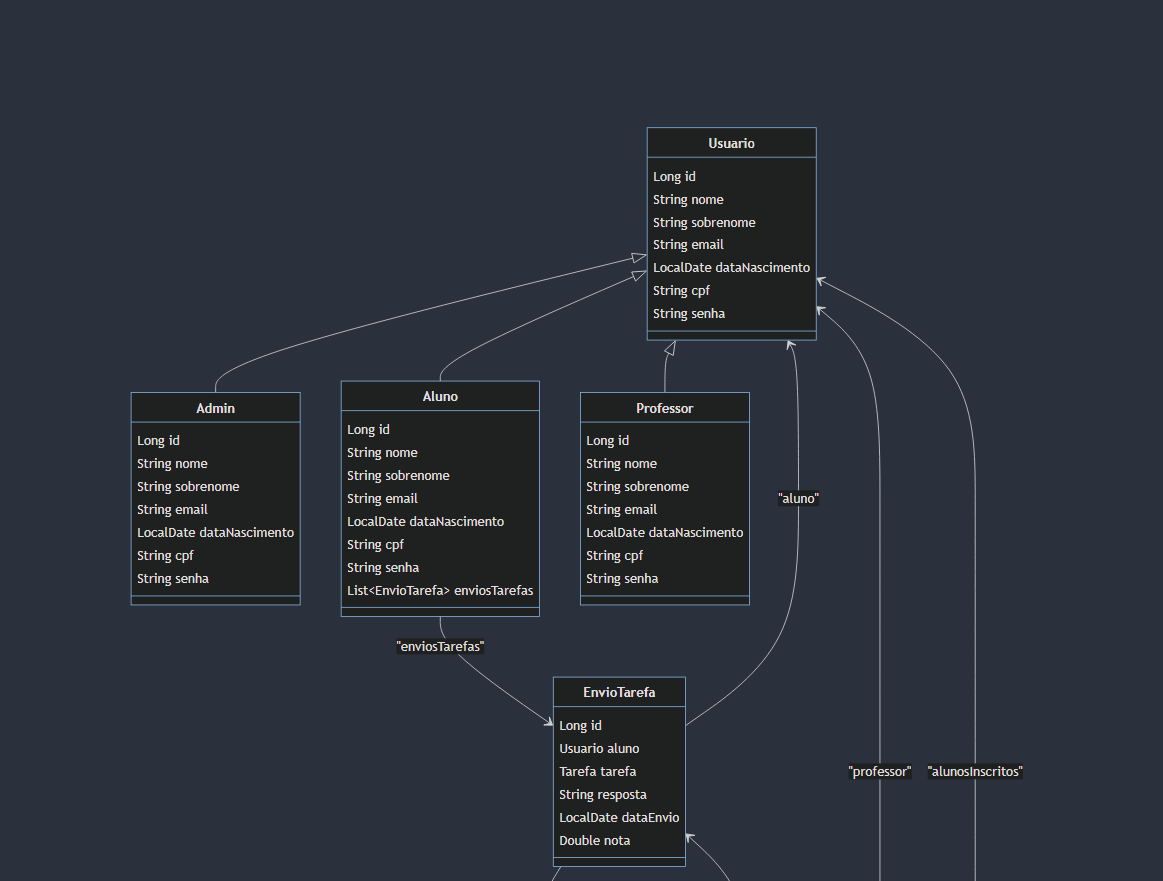 Usuario
Long id
String nome
String sobrenome
String email
LocalDate dataNascimento
String cpf
String senha
Admin
Long id
String nome
String sobrenome
String email
LocalDate dataNascimento
String cpf
String senha
Aluno
Long id
String nome
String sobrenome
String email
LocalDate dataNascimento
String cpf
String senha
List<EnvioTarefa> enviosTarefas
Professor
Long id
String nome
String sobrenome
String email
LocalDate dataNascimento
String cpf
String senha
"aluno"
"enviosTarefas"
EnvioTarefa
Long id
Usuario aluno
Tarefa tarefa
String resposta
LocalDate dataEnvio
Double nota
"professor"
"alunosInscritos"